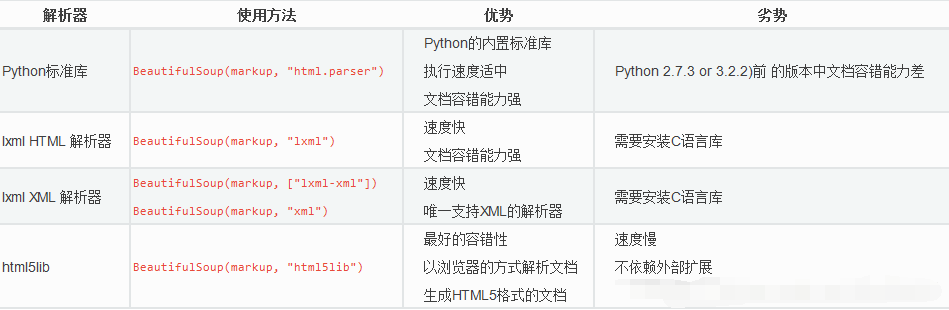 解析器 使用方法 优势 劣势
Python标准库 BeautifulSoup(markup, "html.parser") Python的内置标准库 执行速度适中 文档容错能力强 Python 2.7.3 or 3.2.2)前 的版本中文档容错能力差
lxml HTML 解析器 BeautifulSoup(markup, "lxml") 速度快 文档容错能力强 需要安装C语言库
lxml XML 解析器 BeautifulSoup(markup, ["lxml-xml"]) BeautifulSoup(markup, "xml") 速度快 唯一支持XML的解析器 需要安装C语言库
html5lib BeautifulSoup(markup, "html5lib") 最好的容错性 以浏览器的方式解析文档 生成HTML5格式的文档 速度慢 不依赖外部扩展